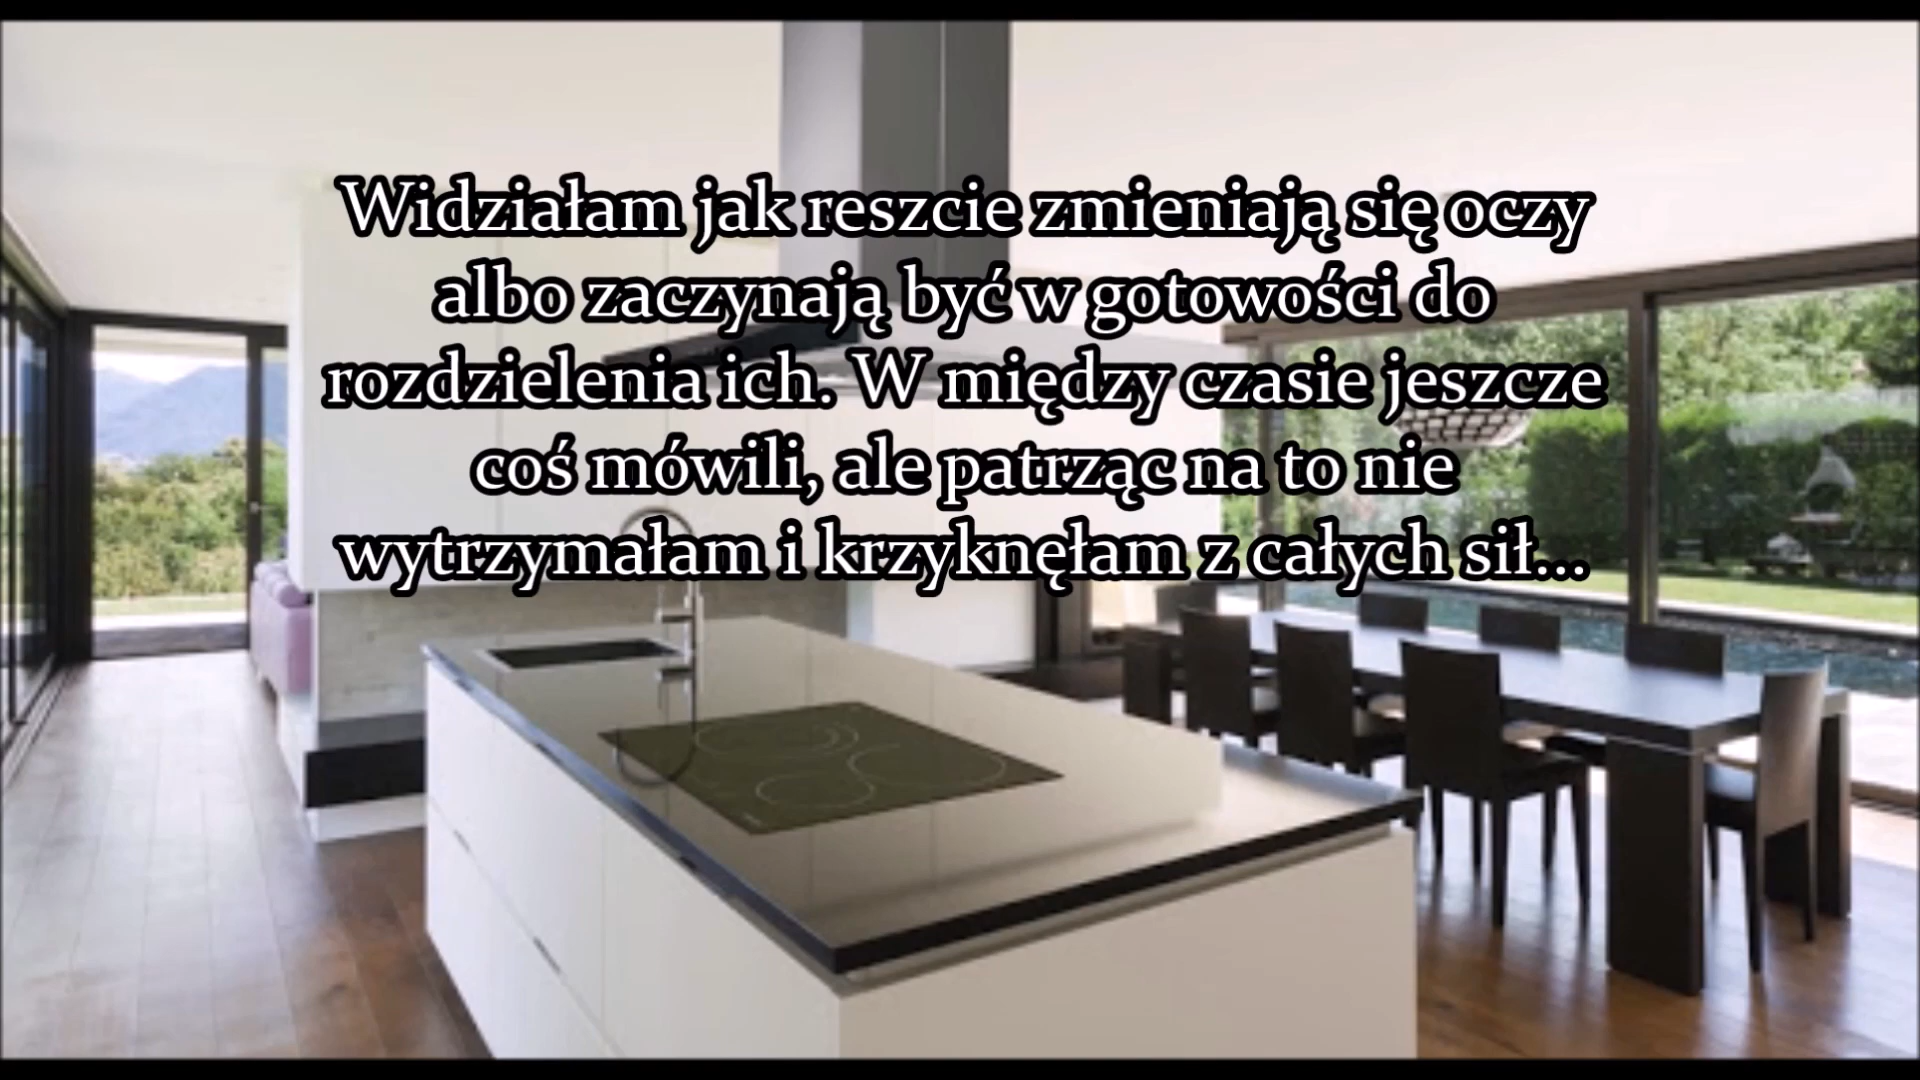 Widziałam jak reszcie zmieniają się oczy
albo zaczynają być w gotowości do
rozdzielenia ich. W między czasie jeszcze
coś mówili, ale patrząc na to nie
wytrzymałam i krzyknęłam z całych sił...